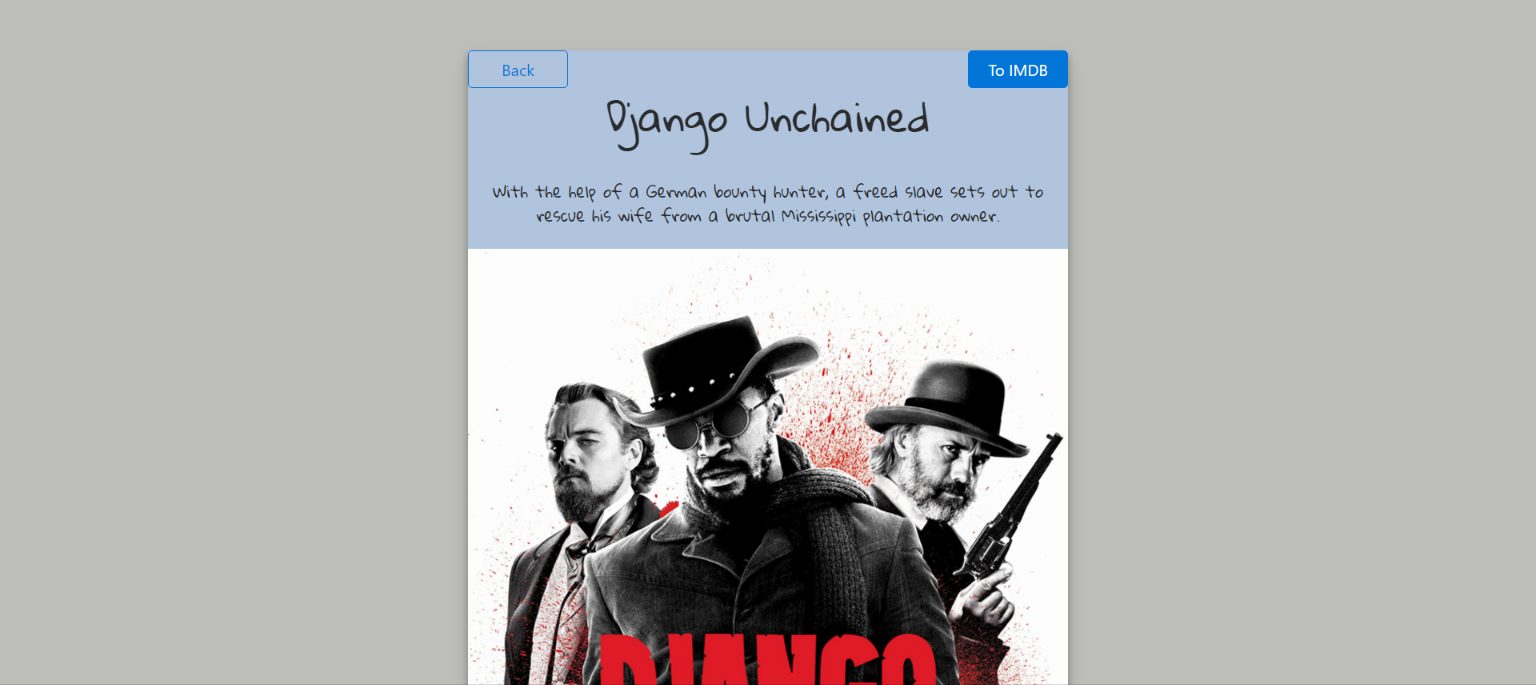 Back
To IMDB
Django Unchained
With the help of a German bounty hunter, a freed slave sets out to
rescue his wife from a brutal Mississippi plantation owner.
DJANGO